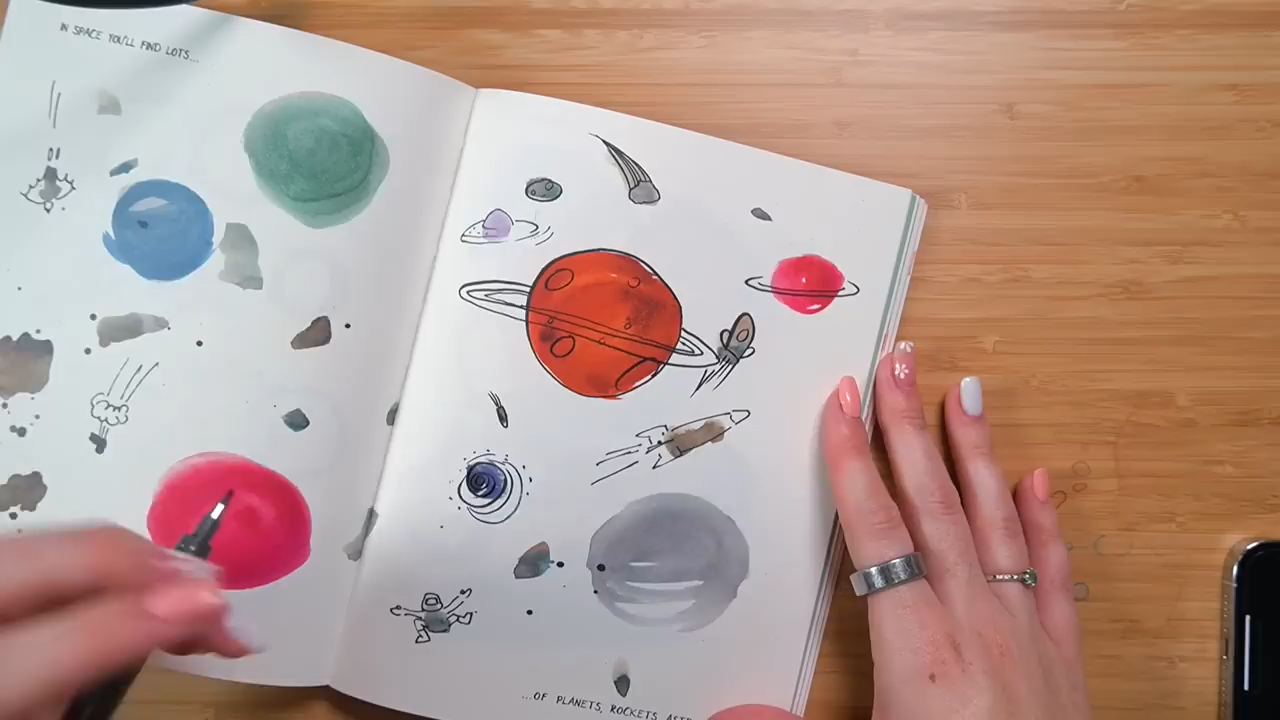 IN SPACE YOU'LL FIND LOTS...
...OF PLANETS, ROCKETS,